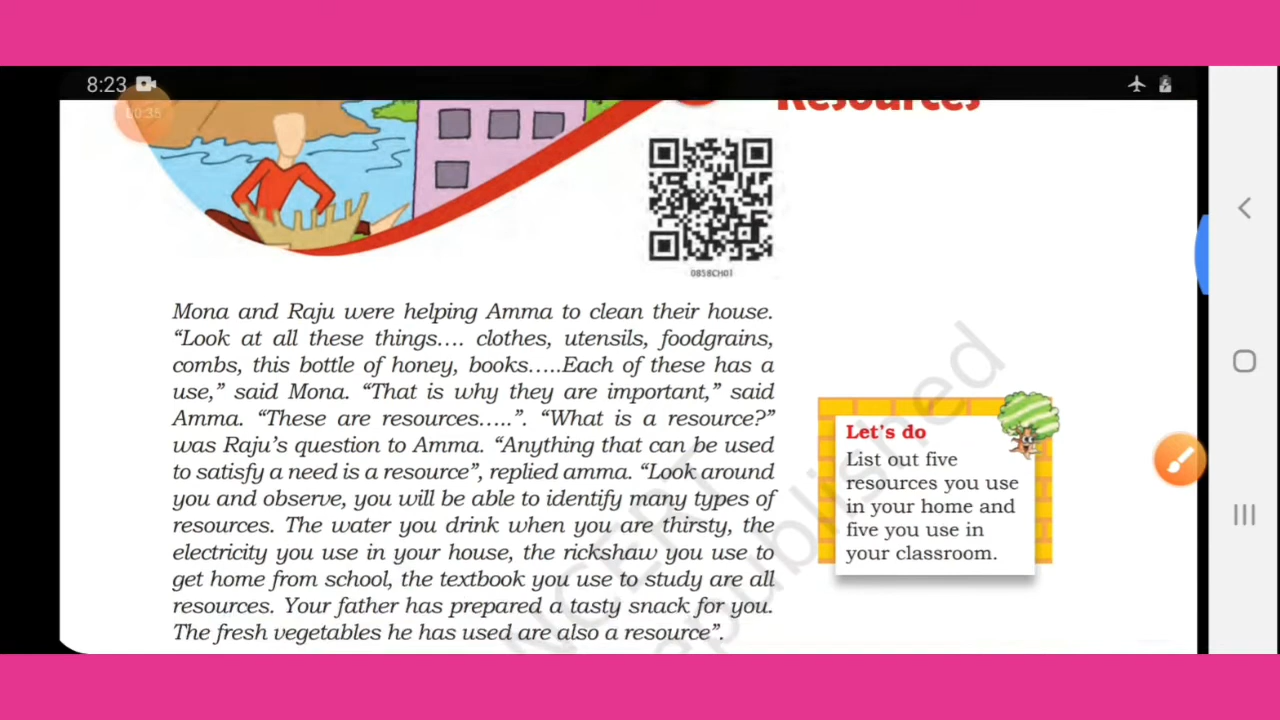 8:23
00:35
Resources
0858CH01
Mona and Raju were helping Amma to clean their house.
“Look at all these things…. clothes, utensils, foodgrains,
combs, this bottle of honey, books…..Each of these has a
use,” said Mona. “That is why they are important,” said
Amma. “These are resources…..”. “What is a resource?”
was Raju’s question to Amma. “Anything that can be used
to satisfy a need is a resource”, replied amma. “Look around
you and observe, you will be able to identify many types of
resources. The water you drink when you are thirsty, the
electricity you use in your house, the rickshaw you use to
get home from school, the textbook you use to study are all
resources. Your father has prepared a tasty snack for you.
The fresh vegetables he has used are also a resource”.
Let’s do
List out five
resources you use
in your home and
five you use in
your classroom.
NCERT
republished